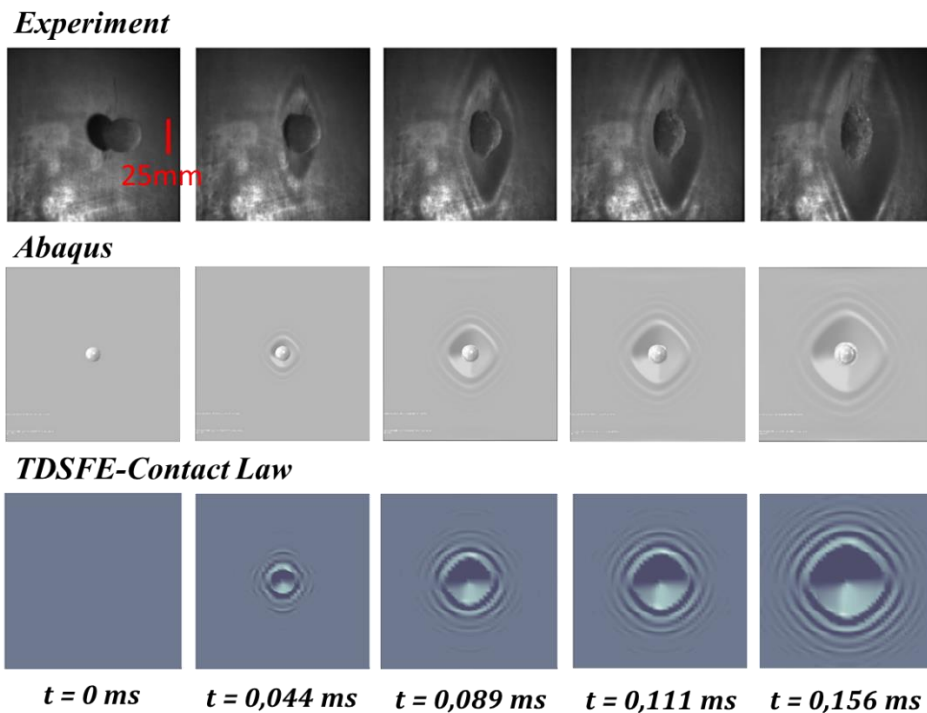 Experiment
25mm
Abaqus
TDSFE-Contact Law
t = 0 ms
t = 0,044 ms
t = 0,089 ms
t = 0,111 ms
t = 0,156 ms